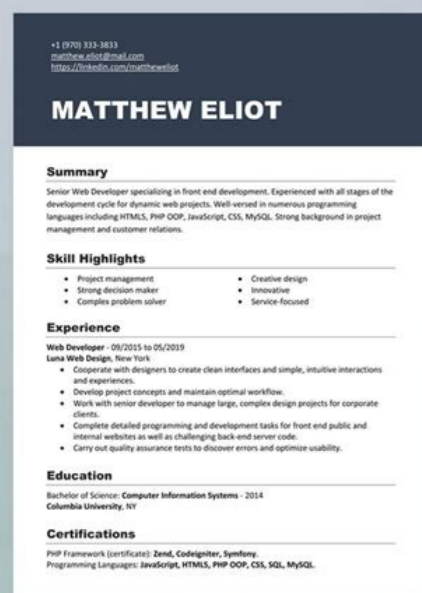 +1 (970) 333-3833
matthew.eliot@mail.com
https://linkedin.com/mattheweliot
MATTHEW ELIOT
Summary
Senior Web Developer specializing in front end development. Experienced with all stages of the
development cycle for dynamic web projects. Well-versed in numerous programming
languages including HTML5, PHP OOP, JavaScript, CSS, MySQL. Strong background in project
management and customer relations.
Skill Highlights
• Project management
• Strong decision maker
• Complex problem solver
• Creative design
• Innovative
• Service-focused
Experience
Web Developer - 09/2015 to 05/2019
Luna Web Design, New York
• Cooperate with designers to create clean interfaces and simple, intuitive interactions
and experiences.
• Develop project concepts and maintain optimal workflow.
• Work with senior developer to manage large, complex design projects for corporate
clients.
• Complete detailed programming and development tasks for front end public and
internal websites as well as challenging back-end server code.
• Carry out quality assurance tests to discover errors and optimize usability.
Education
Bachelor of Science: Computer Information Systems - 2014
Columbia University, NY
Certifications
PHP Framework (certificate): Zend, Codeigniter, Symfony.
Programming Languages: JavaScript, HTML5, PHP OOP, CSS, SQL, MySQL.